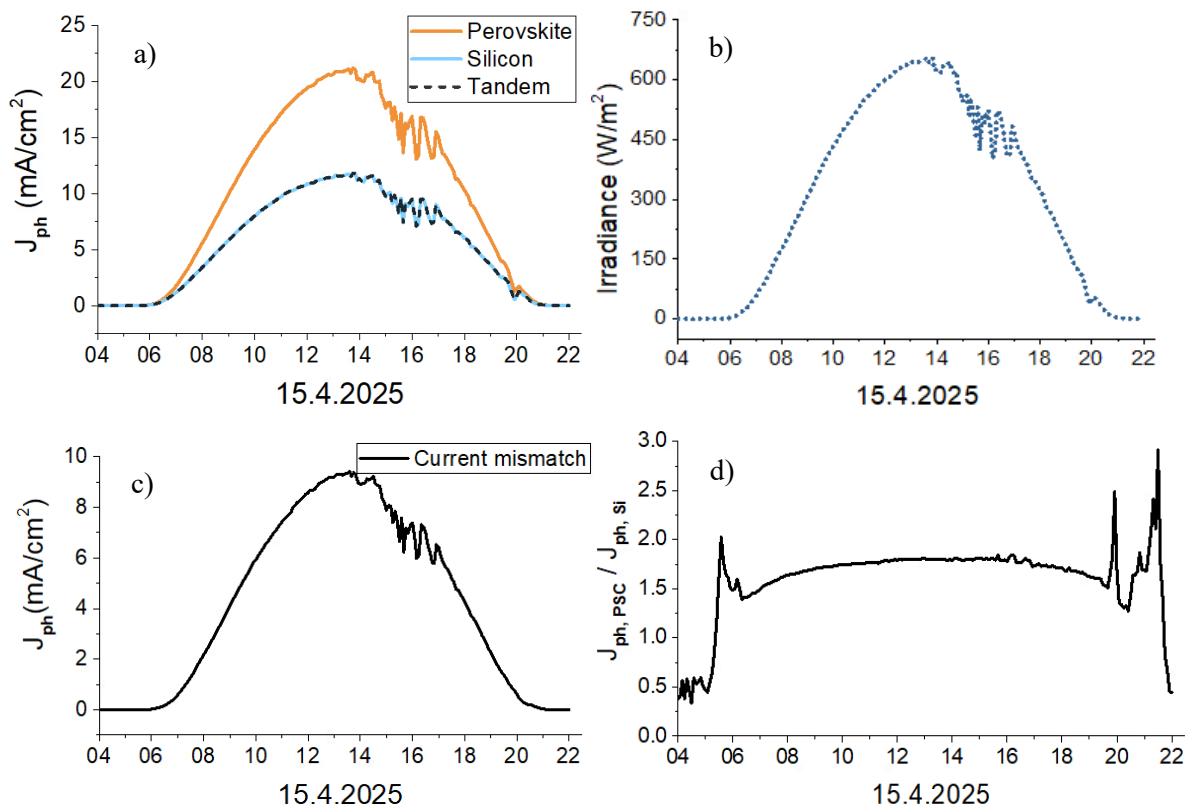 a)
Perovskite
Silicon
Tandem
J_ph (mA/cm²)
25
20
15
10
5
0
04 06 08 10 12 14 16 18 20 22
15.4.2025
b)
Irradiance (W/m²)
750
600
450
300
150
0
04 06 08 10 12 14 16 18 20 22
15.4.2025
c)
Current mismatch
J_ph(mA/cm²)
10
8
6
4
2
0
04 06 08 10 12 14 16 18 20 22
15.4.2025
d)
J_ph, PSC / J_ph, Si
3.0
2.5
2.0
1.5
1.0
0.5
0.0
04 06 08 10 12 14 16 18 20 22
15.4.2025